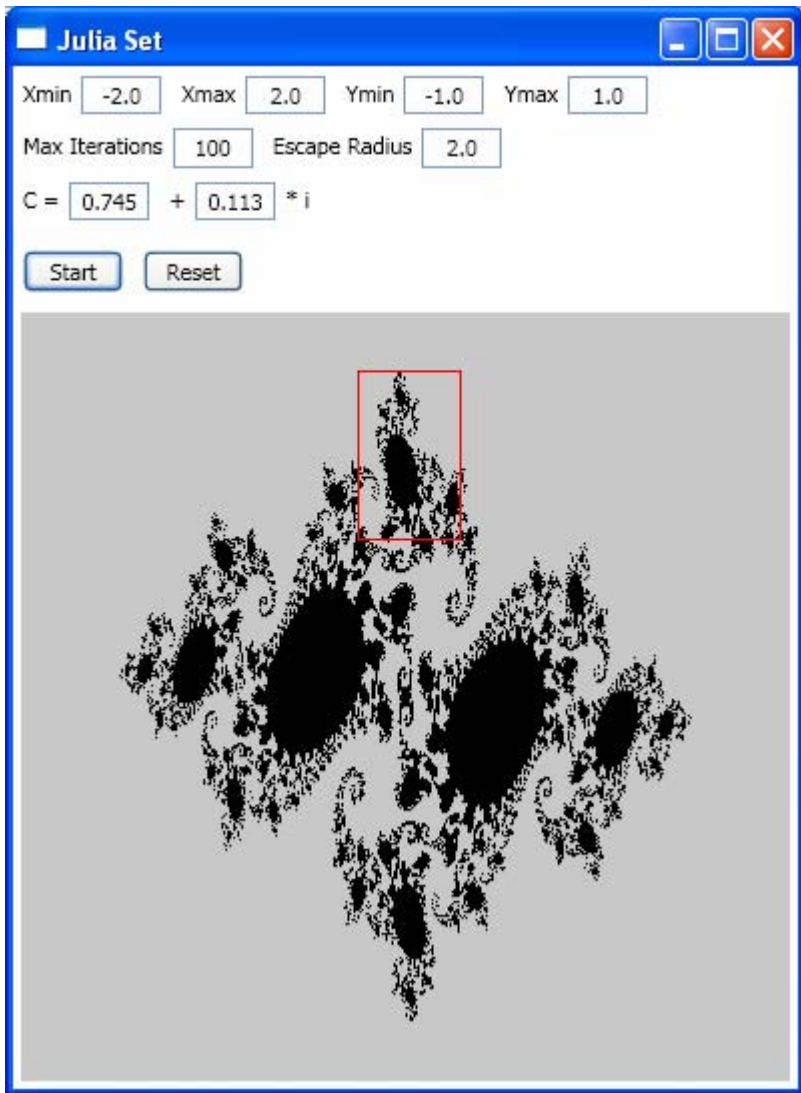 Julia Set
Xmin -2.0 Xmax 2.0 Ymin -1.0 Ymax 1.0
Max Iterations 100 Escape Radius 2.0
C = 0.745 + 0.113 * i
Start Reset